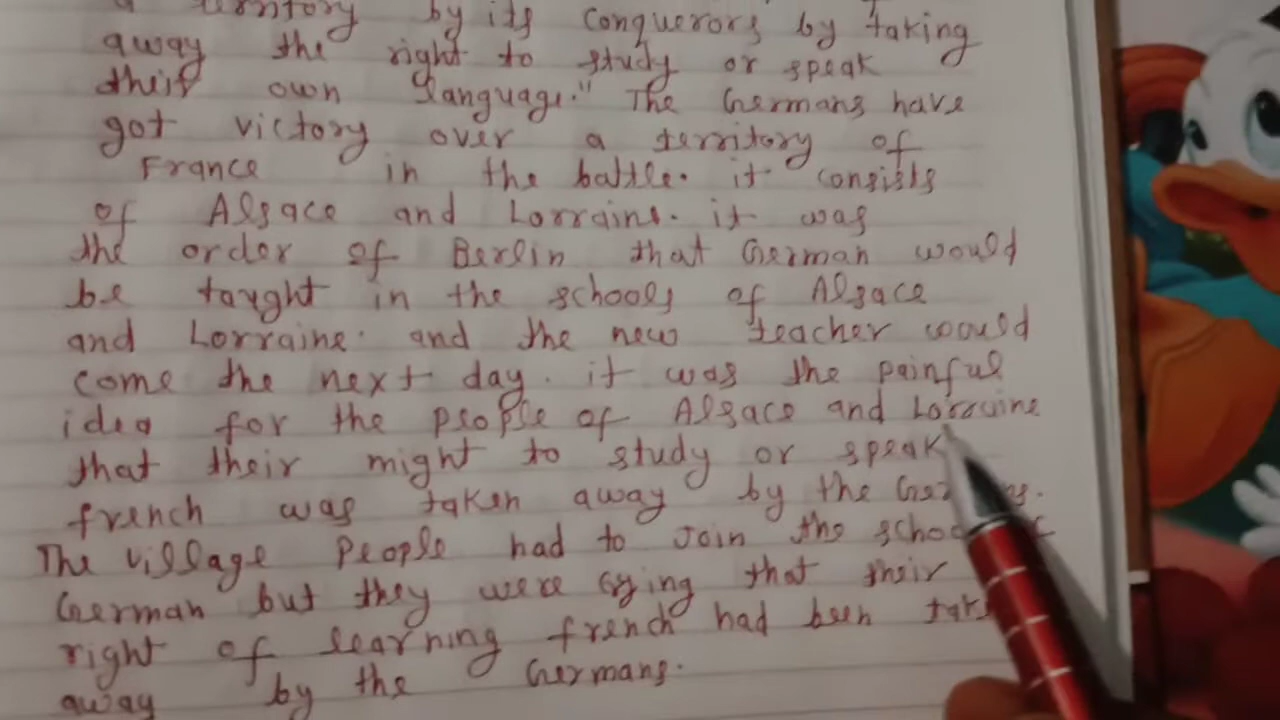 a territory by its conquerors by taking
away the right to study or speak
their own language." The Germans have
got victory over a territory of
France in the battle. it consists
of Alsace and Lorraine. it was
the order of Berlin that German would
be taught in the schools of Alsace
and Lorraine. and the new teacher would
come the next day. it was the painful
idea for the people of Alsace and Lorraine
that their might to study or speak
french was taken away by the
The village People had to Join the
German but they were crying that their
right of learning french had been
away by the Germans.